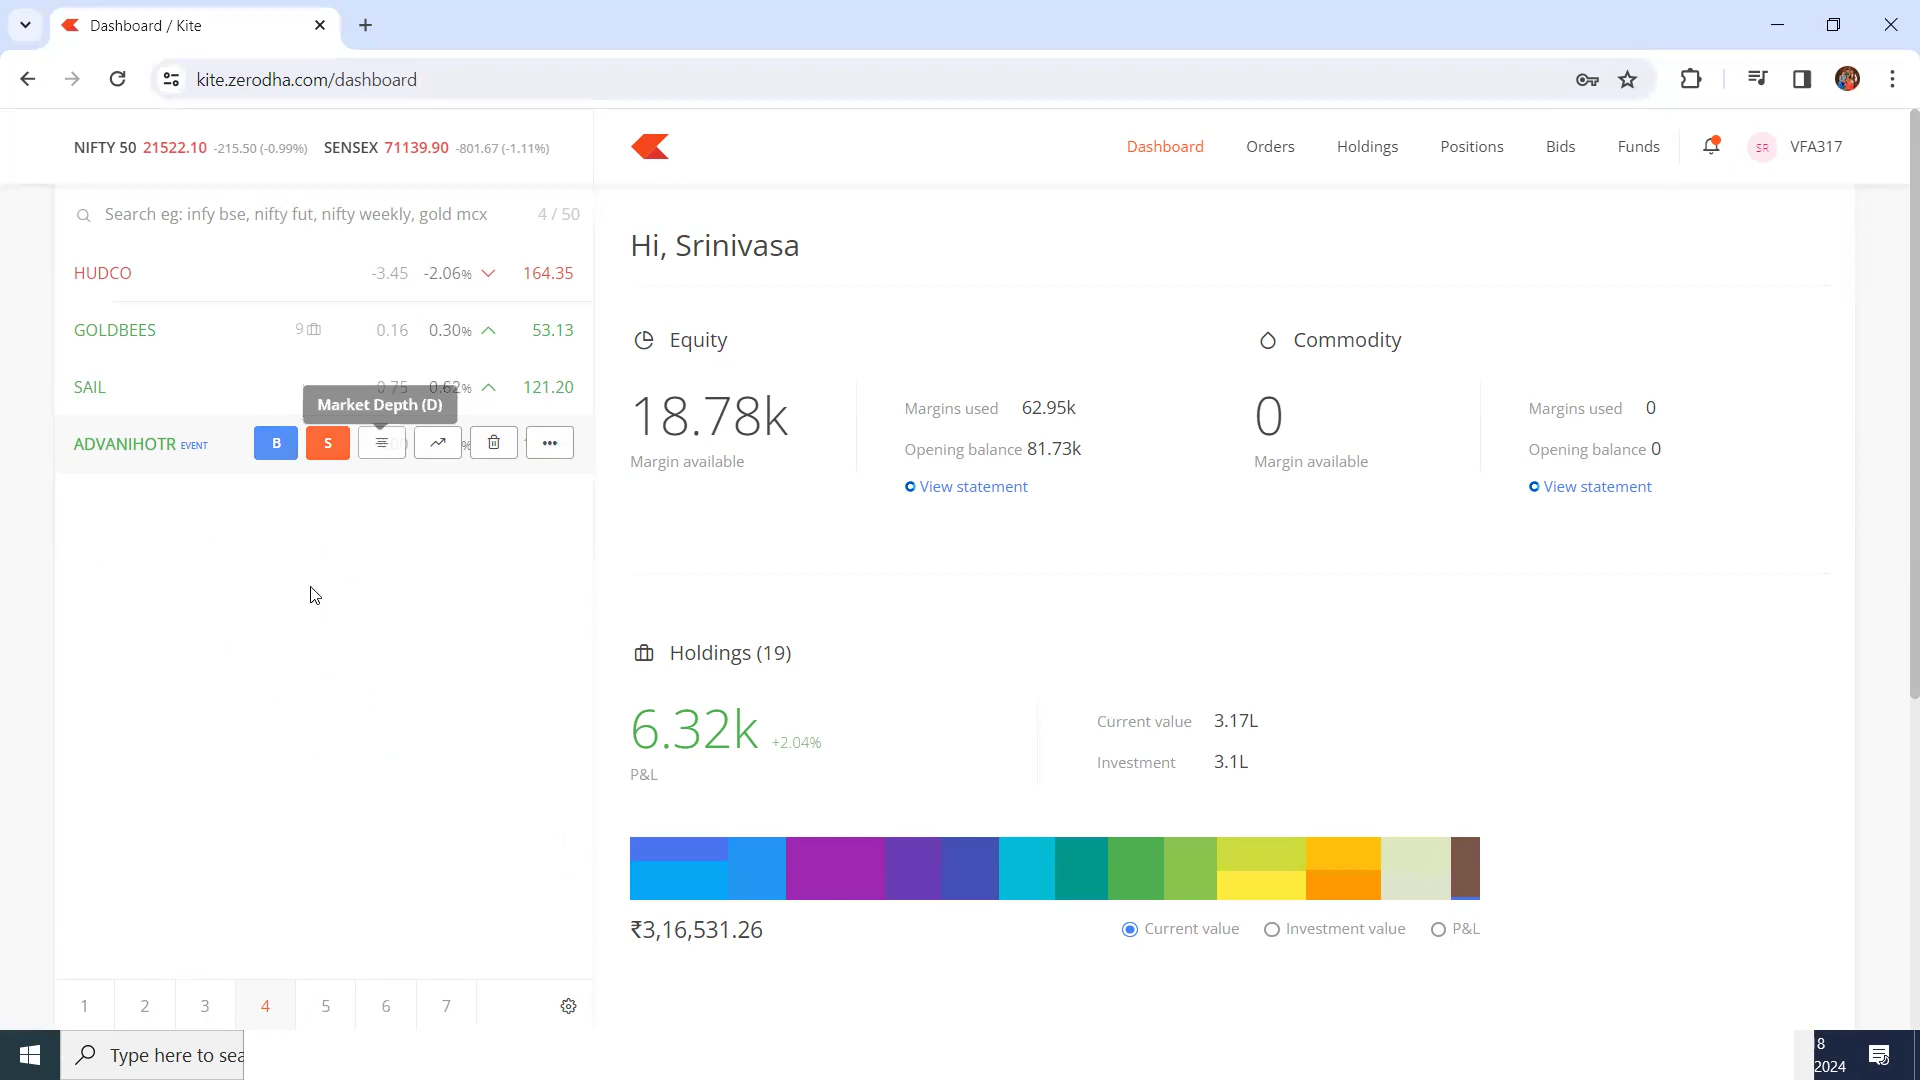 Dashboard / Kite
kite.zerodha.com/dashboard
NIFTY 50 21522.10 -215.50 (-0.99%) SENSEX 71139.90 -801.67 (-1.11%)
Dashboard Orders Holdings Positions Bids Funds SR VFA317
Search eg: infy bse, nifty fut, nifty weekly, gold mcx 4 / 50
HUDCO -3.45 -2.06% 164.35
GOLDBEES 9 0.16 0.30% 53.13
SAIL 0.75 0.62% 121.20
Market Depth (D)
ADVANIHOTR EVENT B S
1 2 3 4 5 6 7
Hi, Srinivasa
Equity
18.78k
Margin available
Margins used 62.95k
Opening balance 81.73k
View statement
Commodity
0
Margin available
Margins used 0
Opening balance 0
View statement
Holdings (19)
6.32k +2.04%
P&L
Current value 3.17L
Investment 3.1L
₹3,16,531.26
Current value Investment value P&L
Type here to sea
8
2024